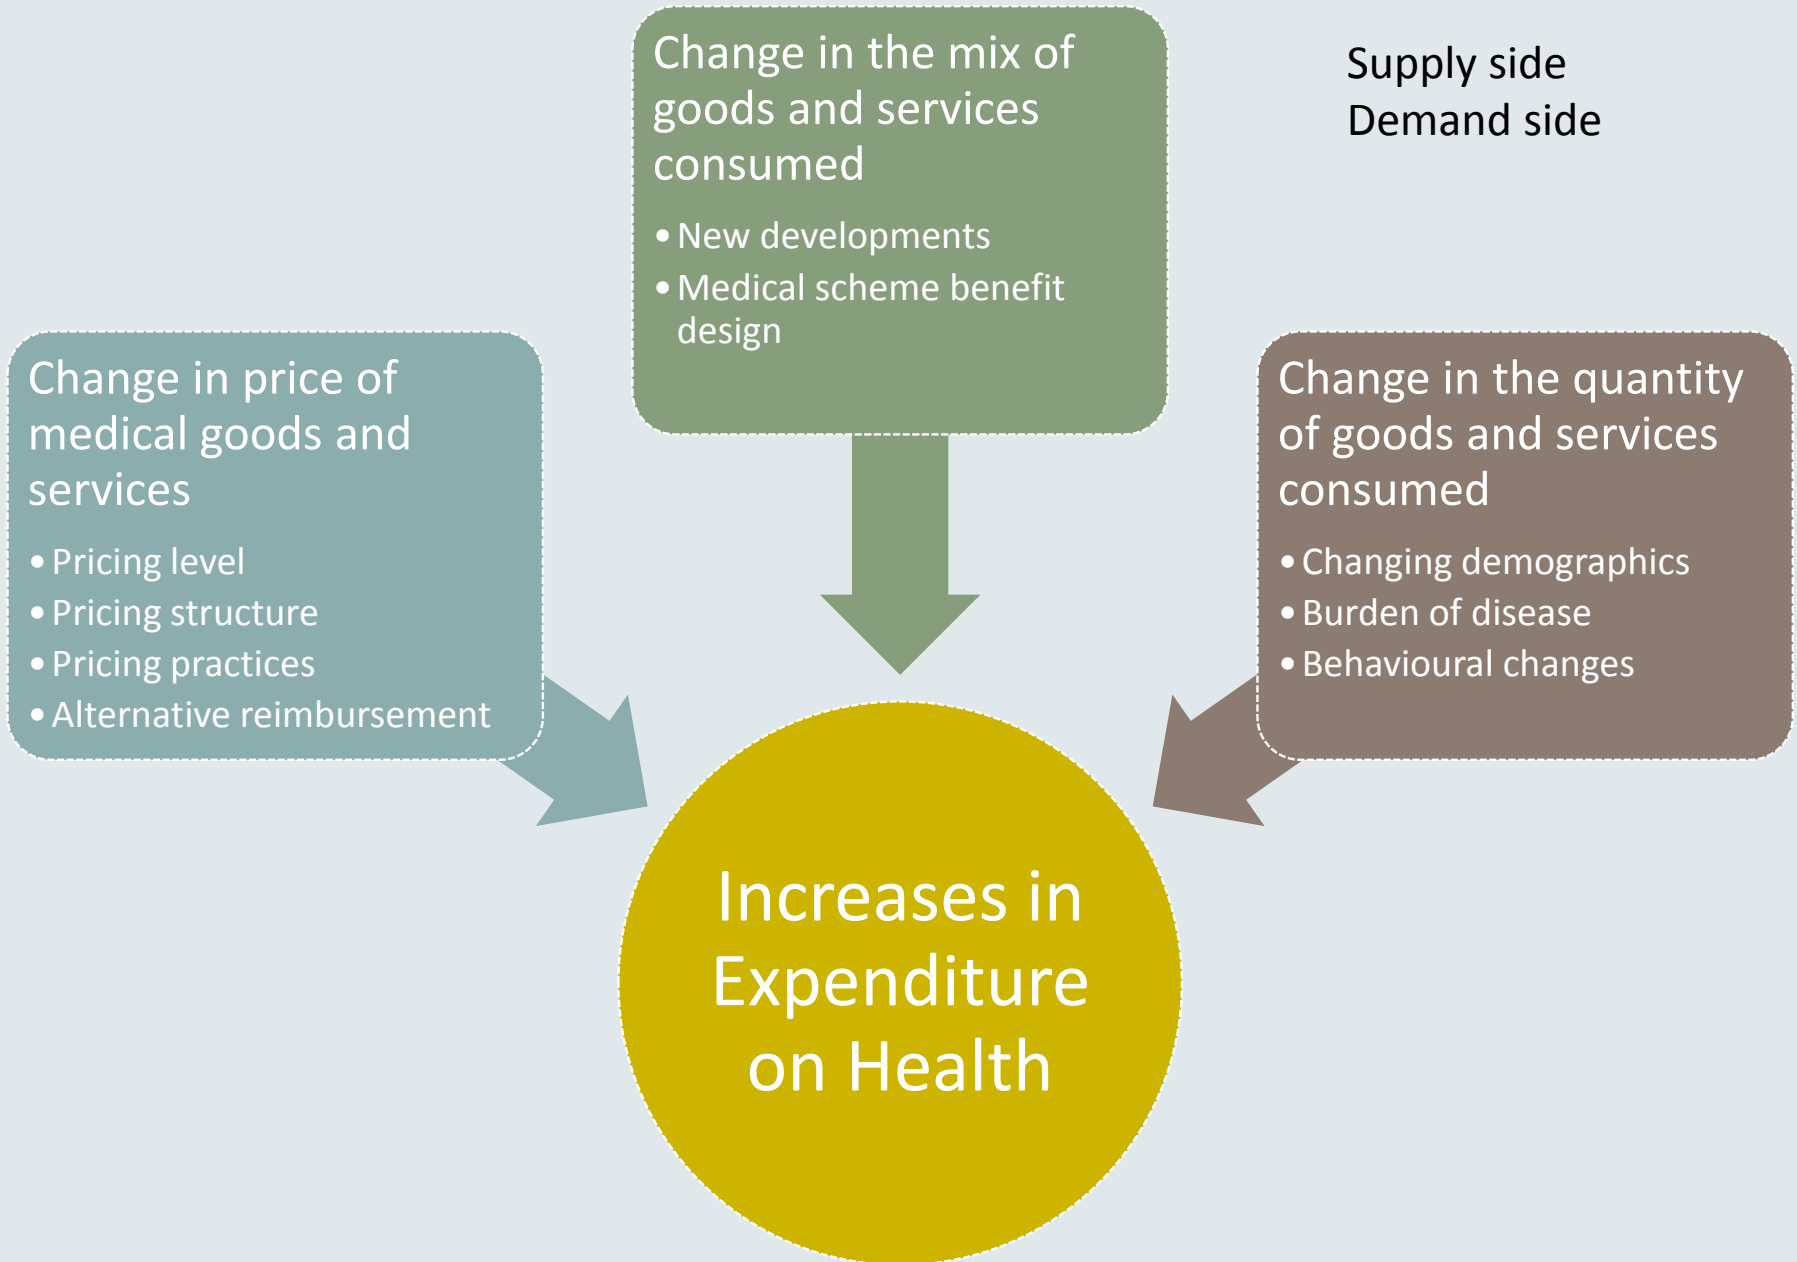 Change in the mix of
goods and services
consumed
• New developments
• Medical scheme benefit
design
Supply side
Demand side
Change in price of
medical goods and
services
• Pricing level
• Pricing structure
• Pricing practices
• Alternative reimbursement
Change in the quantity
of goods and services
consumed
• Changing demographics
• Burden of disease
• Behavioural changes
Increases in
Expenditure
on Health